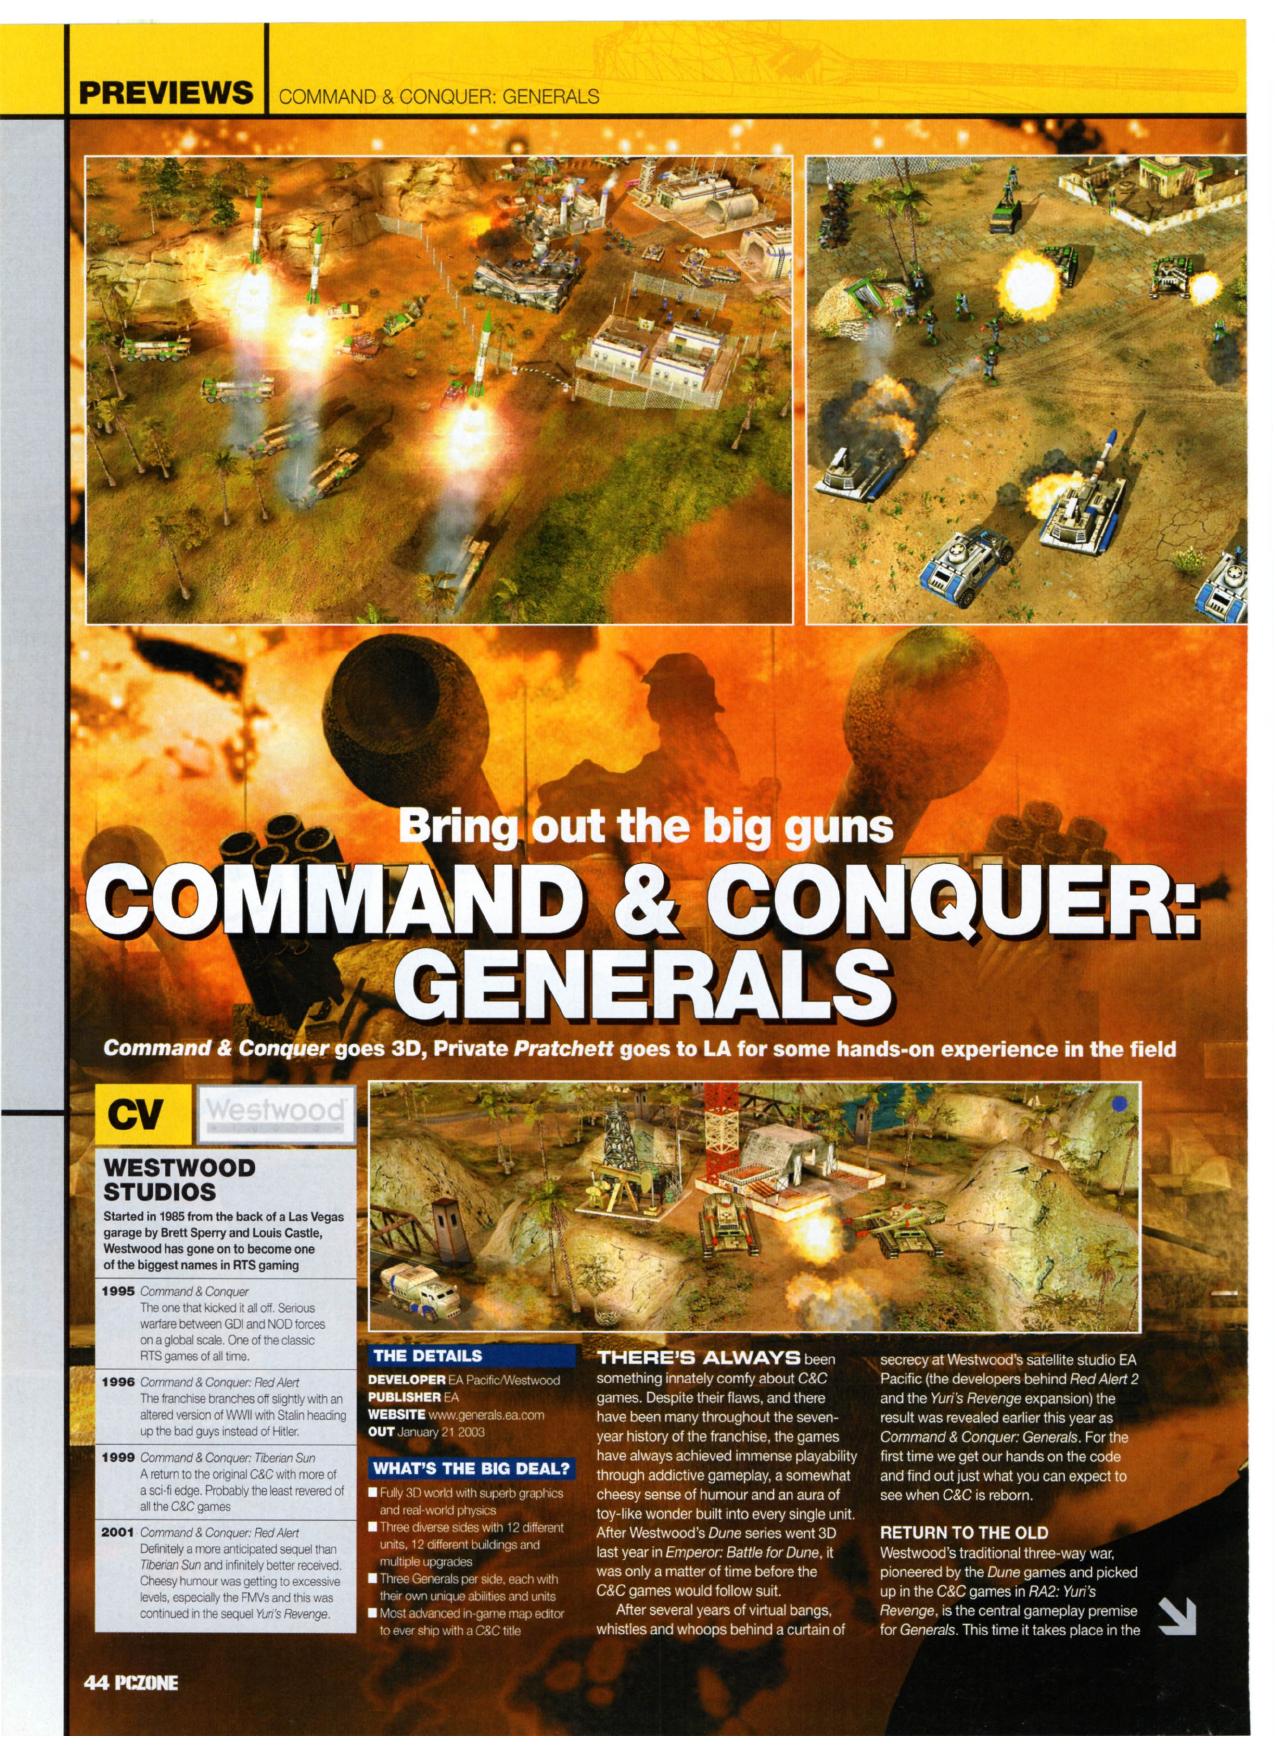 PREVIEWS
COMMAND & CONQUER: GENERALS
Bring out the big guns
COMMAND & CONQUER:
GENERALS
Command & Conquer goes 3D, Private Pratchett goes to LA for some hands-on experience in the field
CV
Westwood
WESTWOOD
STUDIOS
Started in 1985 from the back of a Las Vegas
garage by Brett Sperry and Louis Castle,
Westwood has gone on to become one
of the biggest names in RTS gaming
1995 Command & Conquer
The one that kicked it all off. Serious
warfare between GDI and NOD forces
on a global scale. One of the classic
RTS games of all time.
1996 Command & Conquer: Red Alert
The franchise branches off slightly with an
altered version of WWII with Stalin heading
up the bad guys instead of Hitler.
1999 Command & Conquer: Tiberian Sun
A return to the original C&C with more of
a sci-fi edge. Probably the least revered of
all the C&C games
2001 Command & Conquer: Red Alert
Definitely a more anticipated sequel than
Tiberian Sun and infinitely better received.
Cheesy humour was getting to excessive
levels, especially the FMVs and this was
continued in the sequel Yuri's Revenge.
THE DETAILS
DEVELOPER EA Pacific/Westwood
PUBLISHER EA
WEBSITE www.generals.ea.com
OUT January 21 2003
WHAT'S THE BIG DEAL?
Fully 3D world with superb graphics
and real-world physics
Three diverse sides with 12 different
units, 12 different buildings and
multiple upgrades
Three Generals per side, each with
their own unique abilities and units
Most advanced in-game map editor
to ever ship with a C&C title
THERE'S ALWAYS been
something innately comfy about C&C
games. Despite their flaws, and there
have been many throughout the seven-
year history of the franchise, the games
have always achieved immense playability
through addictive gameplay, a somewhat
cheesy sense of humour and an aura of
toy-like wonder built into every single unit.
After Westwood's Dune series went 3D
last year in Emperor: Battle for Dune, it
was only a matter of time before the
C&C games would follow suit.
After several years of virtual bangs,
whistles and whoops behind a curtain of
secrecy at Westwood's satellite studio EA
Pacific (the developers behind Red Alert 2
and the Yuri's Revenge expansion) the
result was revealed earlier this year as
Command & Conquer: Generals. For the
first time we get our hands on the code
and find out just what you can expect to
see when C&C is reborn.
RETURN TO THE OLD
Westwood's traditional three-way war,
pioneered by the Dune games and picked
up in the C&C games in RA2: Yuri's
Revenge, is the central gameplay premise
for Generals. This time it takes place in the
44 PCZONE